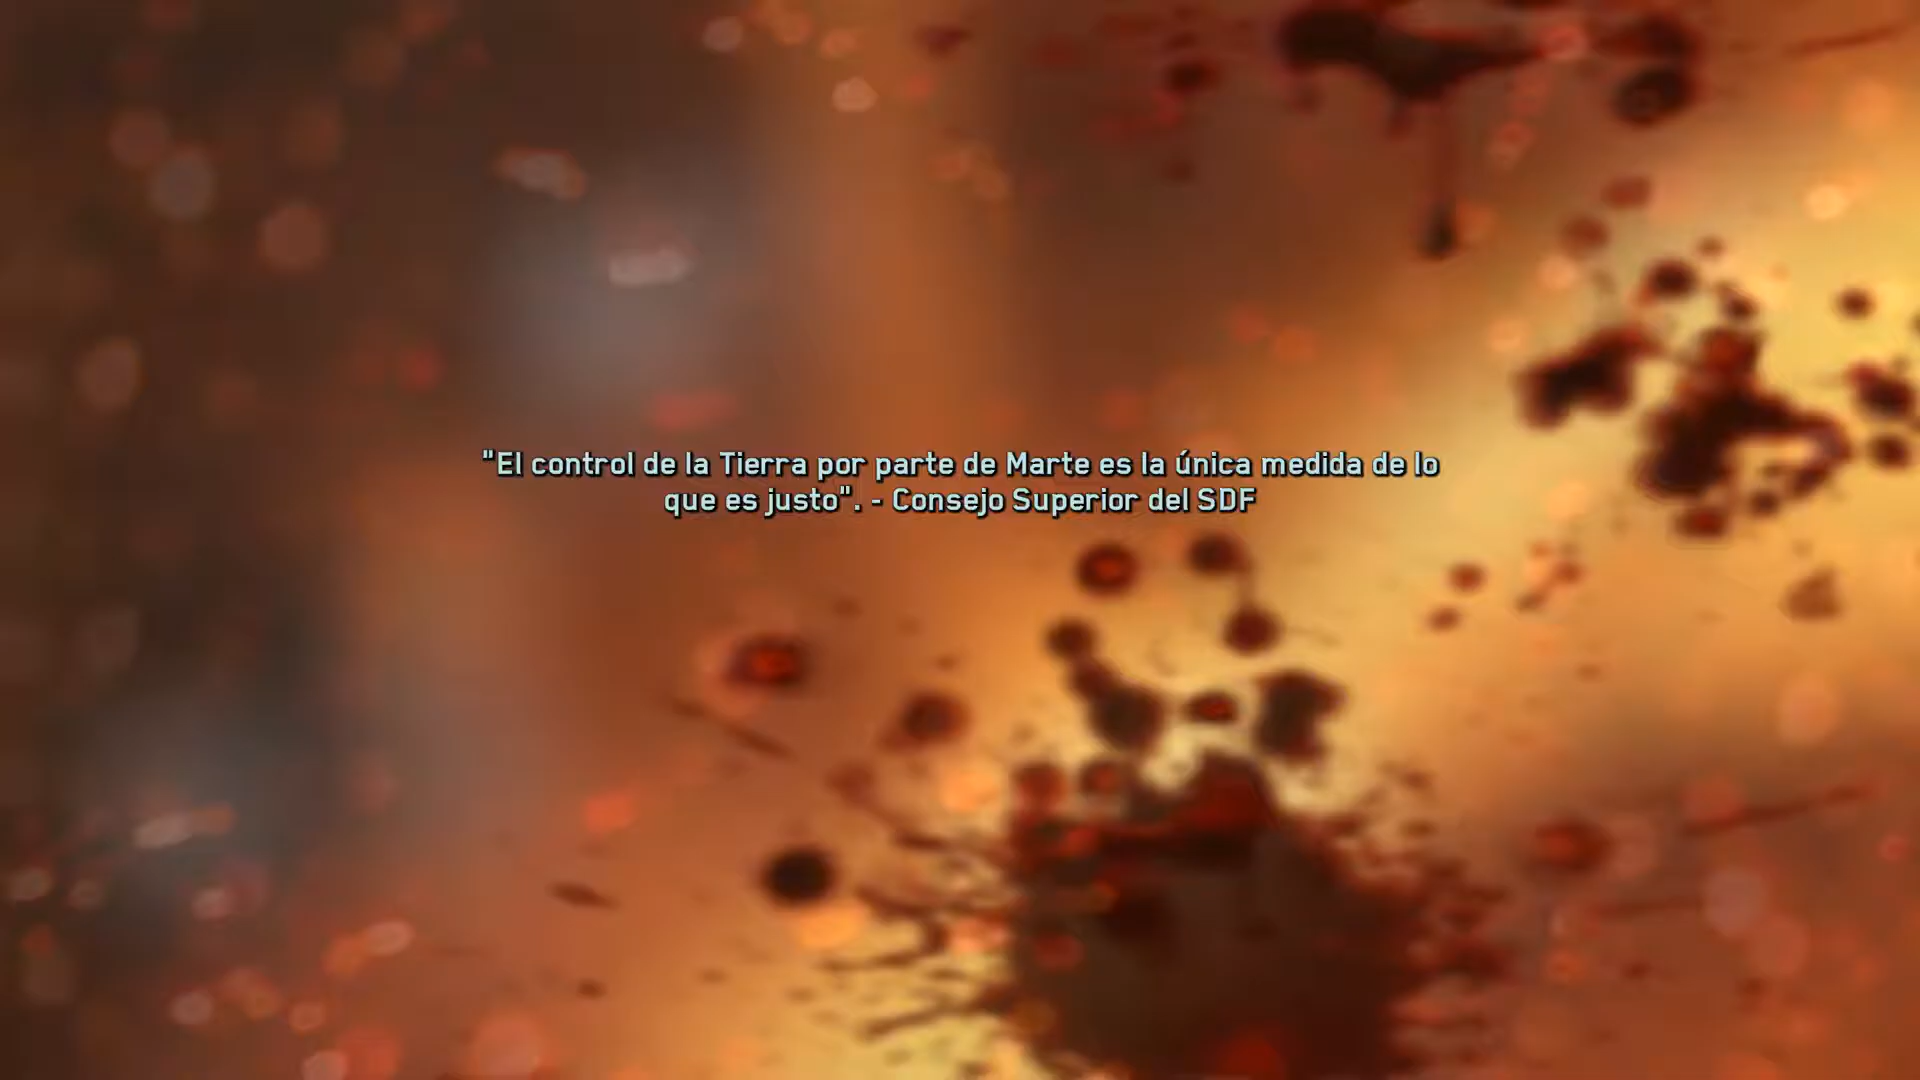 "El control de la Tierra por parte de Marte es la única medida de lo
que es justo". - Consejo Superior del SDF